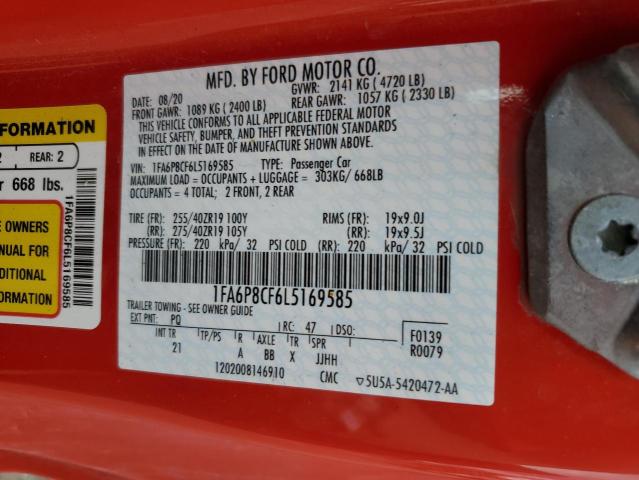 MFD. BY FORD MOTOR CO.
DATE: 08/20
GVWR: 2141 KG ( 4720 LB)
FRONT GAWR: 1089 KG ( 2400 LB)
REAR GAWR: 1057 KG ( 2330 LB)
THIS VEHICLE CONFORMS TO ALL APPLICABLE FEDERAL MOTOR
VEHICLE SAFETY, BUMPER, AND THEFT PREVENTION STANDARDS
IN EFFECT ON THE DATE OF MANUFACTURE SHOWN ABOVE.
VIN: 1FA6P8CF6L5169585 TYPE: Passenger Car
MAXIMUM LOAD = OCCUPANTS + LUGGAGE = 303KG/ 668LB
OCCUPANTS = 4 TOTAL; 2 FRONT, 2 REAR
TIRE (FR): 255/40ZR19 100Y RIMS (FR): 19x9.0J
(RR): 275/40ZR19 105Y (RR): 19x9.5J
PRESSURE (FR): 220 kPa/ 32 PSI COLD (RR): 220 kPa/ 32 PSI COLD
1FA6P8CF6L5169585
TRAILER TOWING - SEE OWNER GUIDE
EXT PNT: PQ RC: 47 DSO:
F0139
R0079
INT TR TP/PS R AXLE TR SPR
21 A BB X JJHH
1202008146910 CMC ▽5U5A-5420472-AA
FORMATION
2 REAR: 2
r 668 lbs.
E OWNERS
MANUAL FOR
DDITIONAL
ORMATION
1FA6P8CF6L5169585